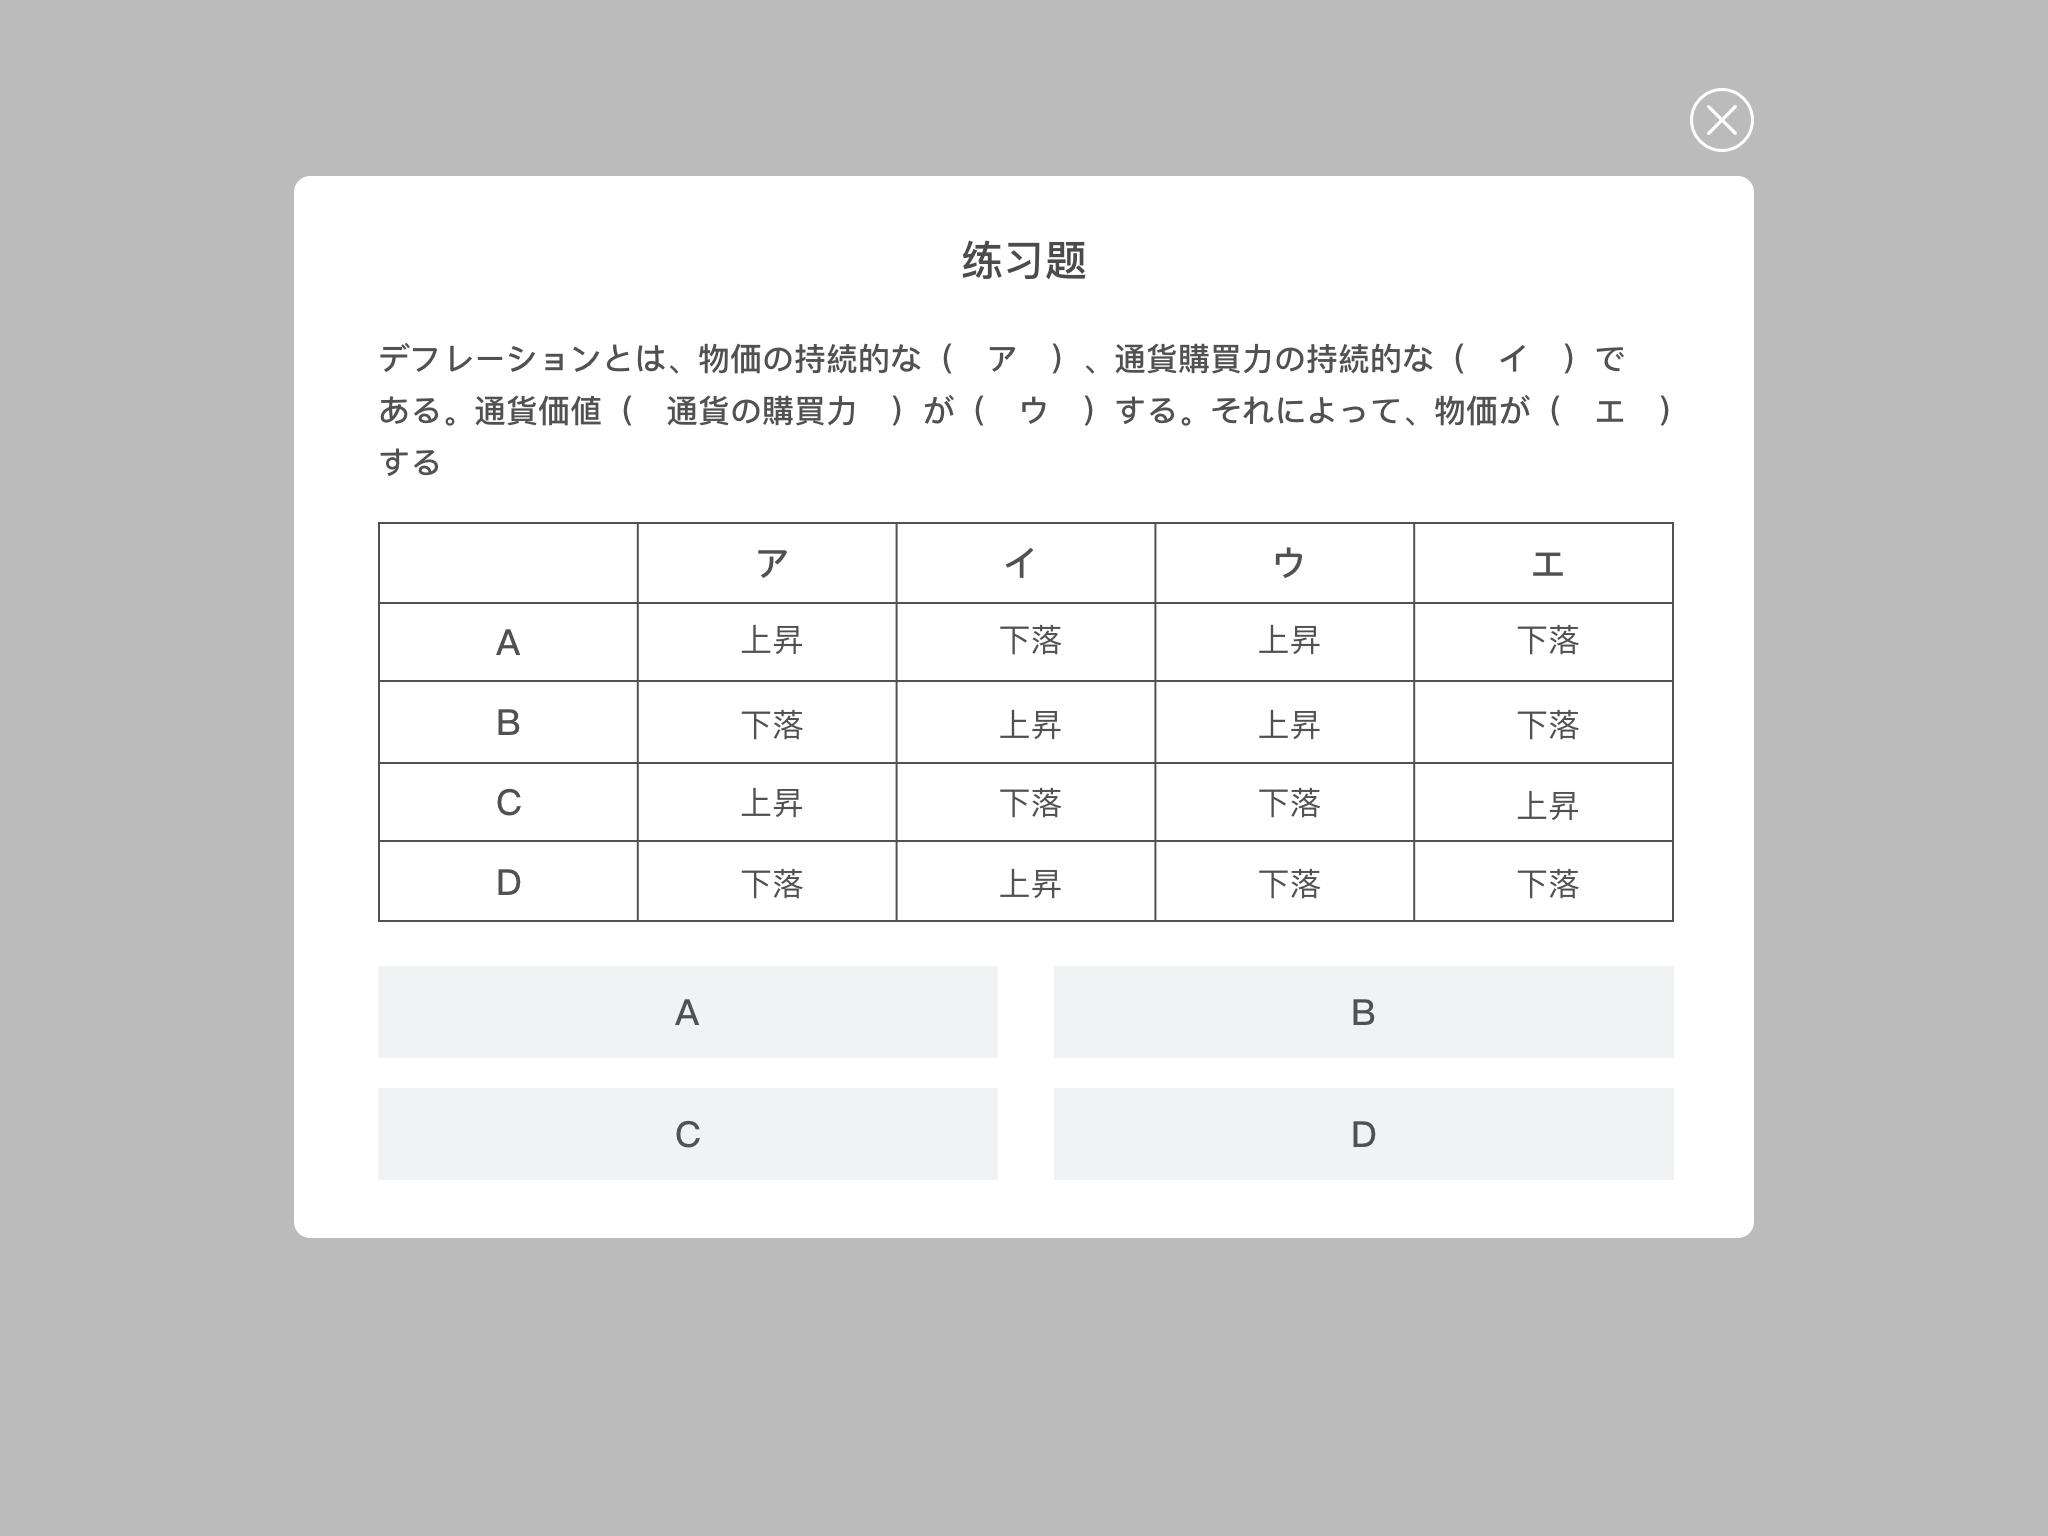 练习题
デフレーションとは、物価の持続的な（　ア　）、通貨購買力の持続的な（　イ　）で
ある。通貨価値（　通貨の購買力　）が（　ウ　）する。それによって、物価が（　エ　）
する
ア イ ウ エ
A 上昇 下落 上昇 下落
B 下落 上昇 上昇 下落
C 上昇 下落 下落 上昇
D 下落 上昇 下落 下落
A B
C D